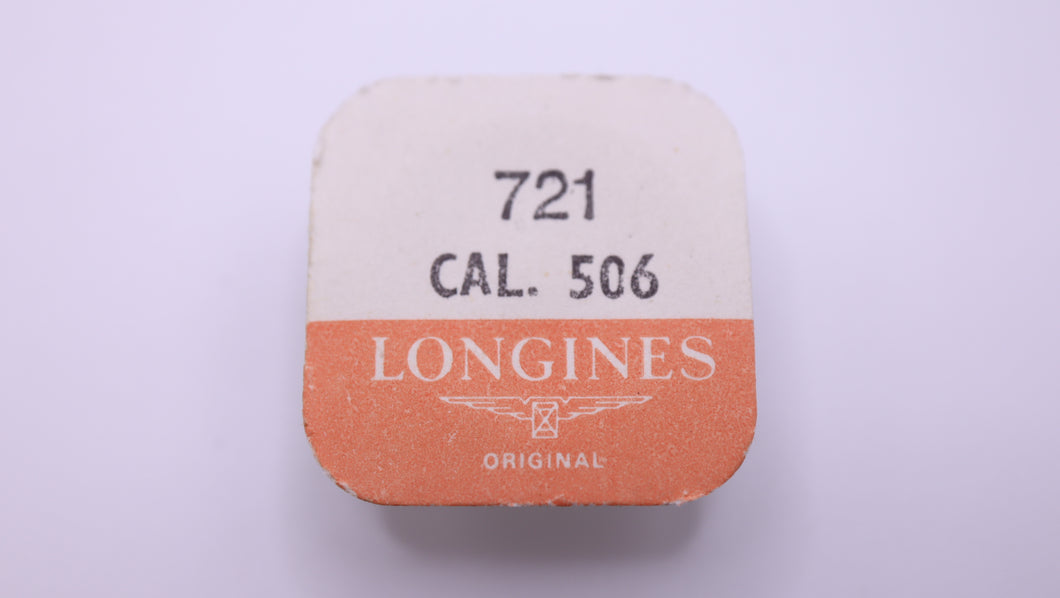 721
CAL. 506
LONGINES
ORIGINAL